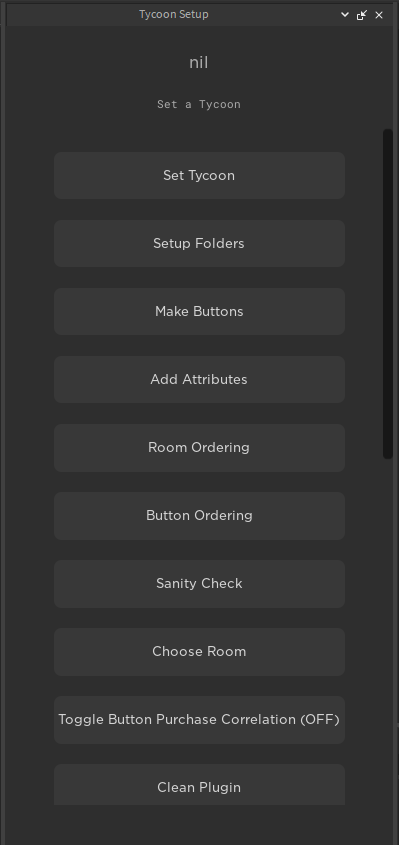 Tycoon Setup
nil
Set a Tycoon
Set Tycoon
Setup Folders
Make Buttons
Add Attributes
Room Ordering
Button Ordering
Sanity Check
Choose Room
Toggle Button Purchase Correlation (OFF)
Clean Plugin